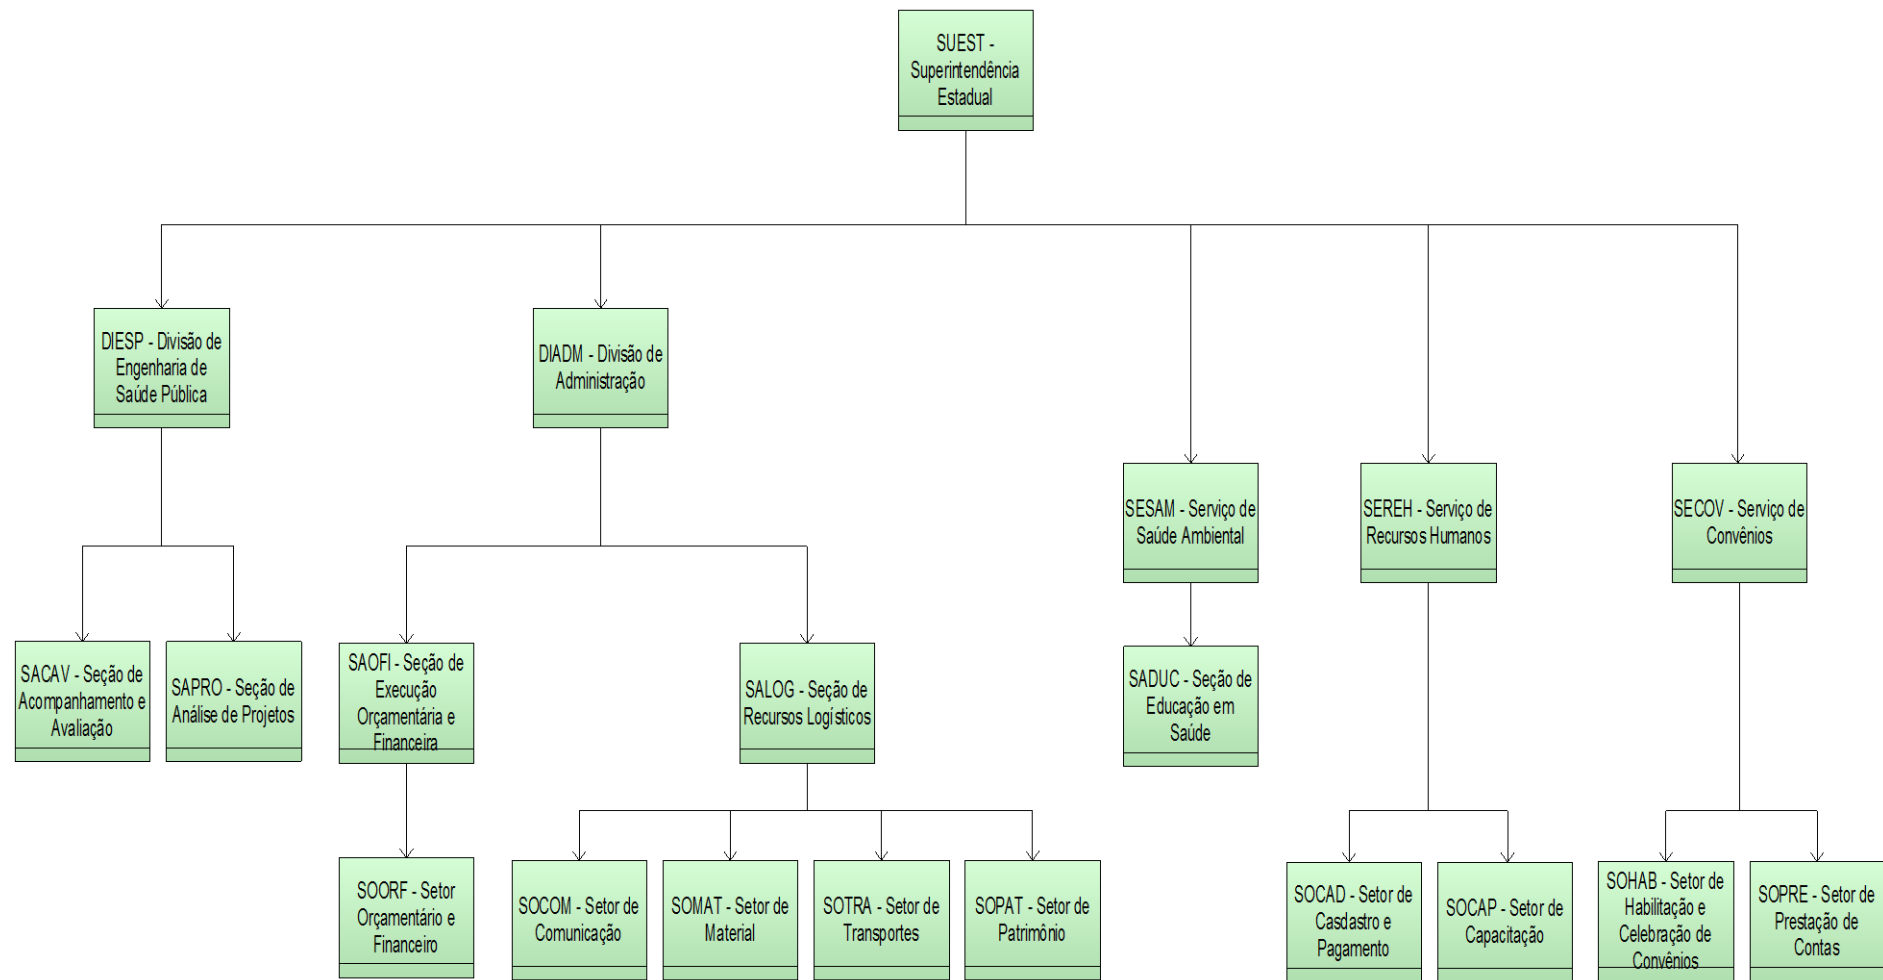 SUEST -
Superintendência
Estadual
DIESP - Divisão de
Engenharia de
Saúde Pública
DIADM - Divisão de
Administração
SESAM - Serviço de
Saúde Ambiental
SEREH - Serviço de
Recursos Humanos
SECOV - Serviço de
Convênios
SACAV - Seção de
Acompanhamento e
Avaliação
SAPRO - Seção de
Análise de Projetos
SAOFI - Seção de
Execução
Orçamentária e
Financeira
SALOG - Seção de
Recursos Logísticos
SADUC - Seção de
Educação em
Saúde
SOORF - Setor
Orçamentário e
Financeiro
SOCOM - Setor de
Comunicação
SOMAT - Setor de
Material
SOTRA - Setor de
Transportes
SOPAT - Setor de
Patrimônio
SOCAD - Setor de
Casdastro e
Pagamento
SOCAP - Setor de
Capacitação
SOHAB - Setor de
Habilitação e
Celebração de
Convênios
SOPRE - Setor de
Prestação de
Contas